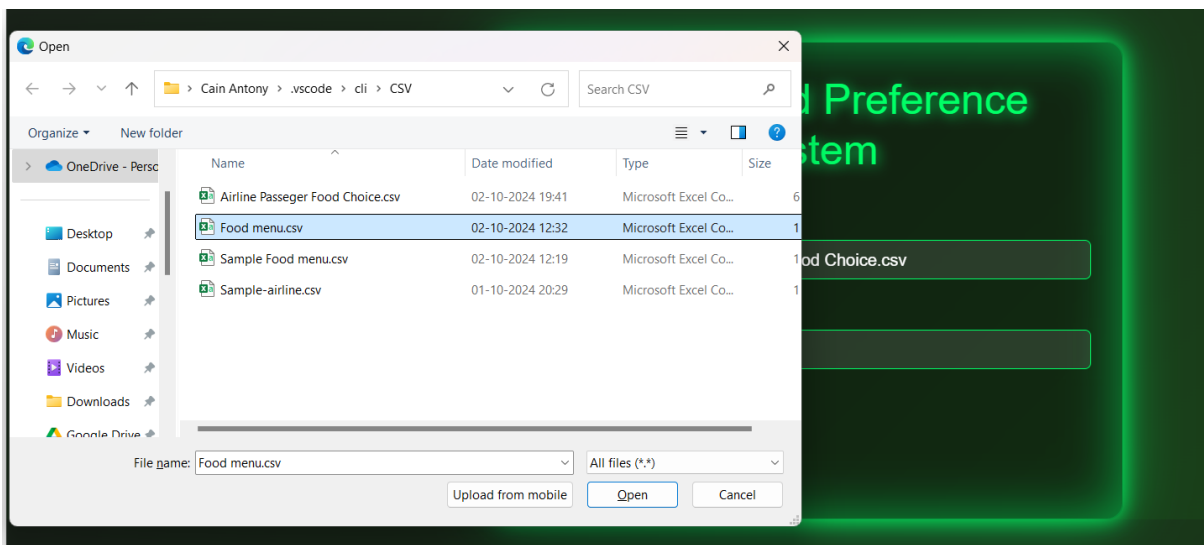 Open
Cain Antony > .vscode > cli > CSV
Search CSV
Organize
New folder
OneDrive - Perso
Name
Date modified
Type
Size
Airline Passeger Food Choice.csv 02-10-2024 19:41 Microsoft Excel Co... 6
Food menu.csv 02-10-2024 12:32 Microsoft Excel Co... 1
Sample Food menu.csv 02-10-2024 12:19 Microsoft Excel Co... 1
Sample-airline.csv 01-10-2024 20:29 Microsoft Excel Co... 1
Desktop
Documents
Pictures
Music
Videos
Downloads
Google Drive
File name: Food menu.csv
All files (*.*)
Upload from mobile
Open
Cancel
d Preference
stem
od Choice.csv